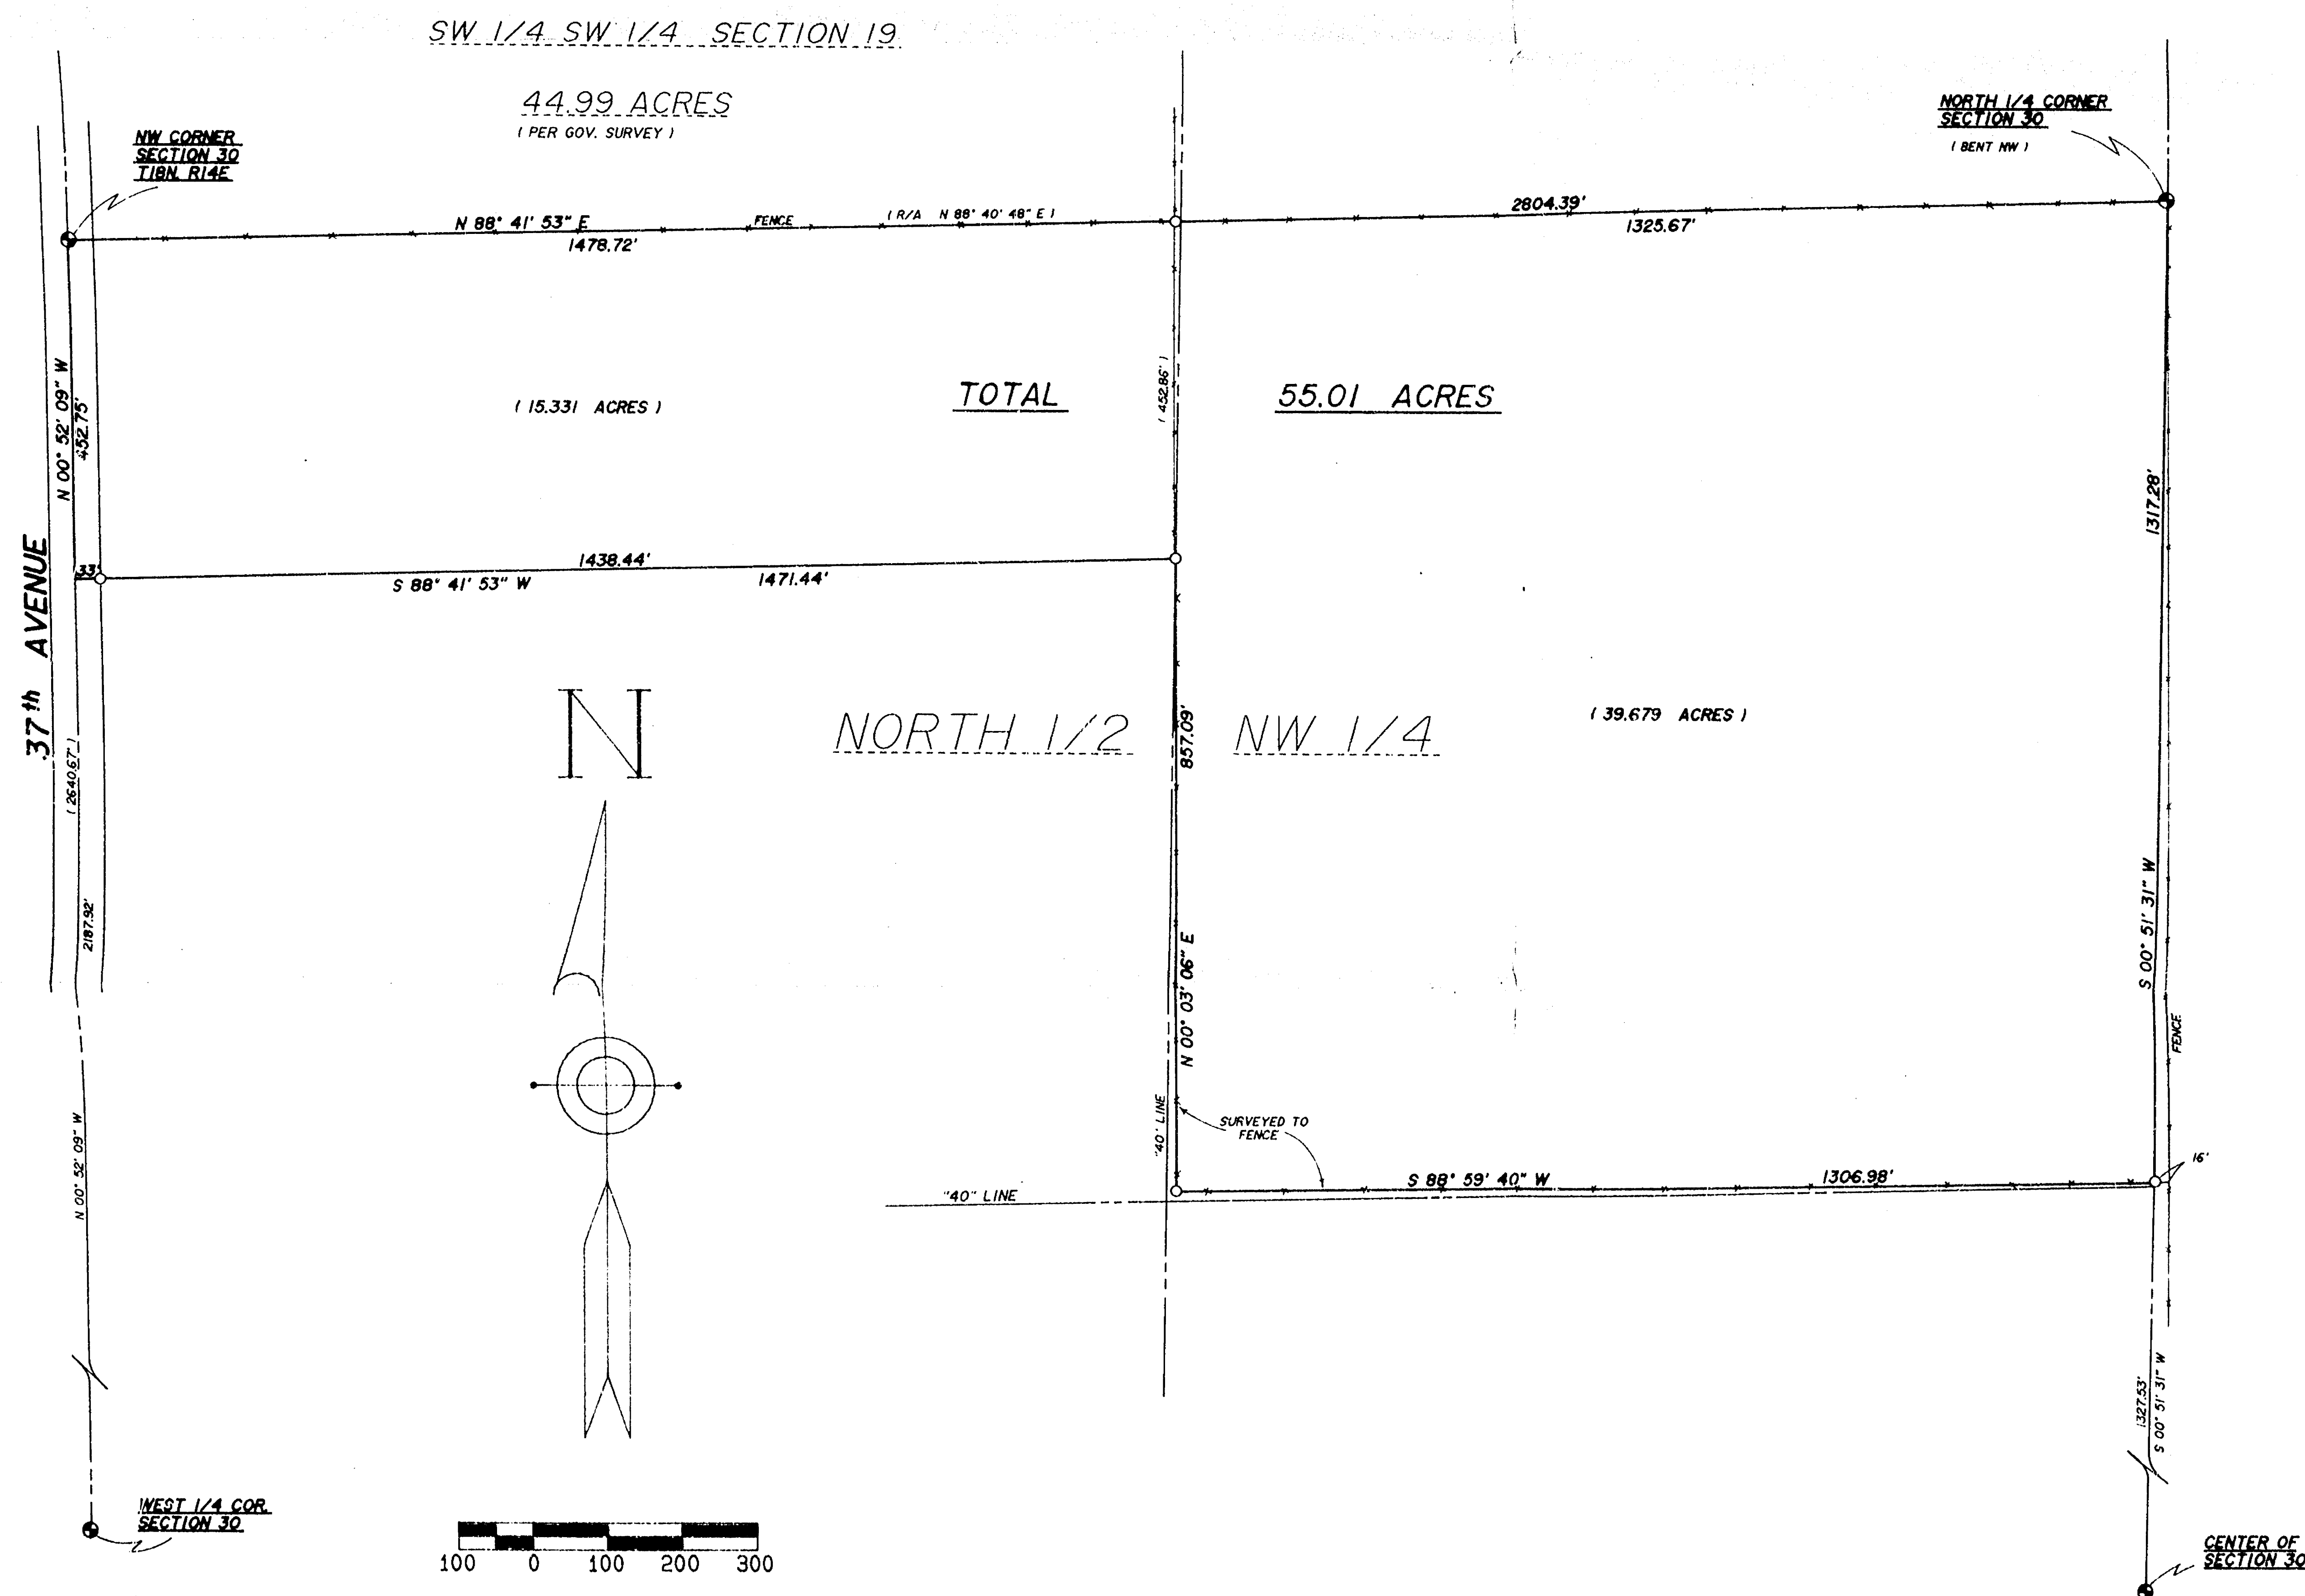 SW 1/4 SW 1/4 SECTION 19
44.99 ACRES
( PER GOV. SURVEY )
NW CORNER
SECTION 30
T18N. R14E
NORTH 1/4 CORNER
SECTION 30
( BENT NW )
N 88° 41' 53" E
FENCE
( R/A N 88° 40' 48" E )
1478.72'
2804.39'
1325.67'
N 00° 52' 09" W
452.75'
( 15.331 ACRES )
TOTAL
55.01 ACRES
( 452.86' )
1317.28'
37th AVENUE
33'
1438.44'
S 88° 41' 53" W
1471.44'
N
NORTH 1/2
NW 1/4
857.09'
( 39.679 ACRES )
( 2640.67' )
2187.92'
N 00° 03' 06" E
S 00° 51' 31" W
FENCE
N 00° 52' 09" W
"40' LINE
SURVEYED TO
FENCE
"40" LINE
S 88° 59' 40" W
1306.98'
16'
1327.53'
S 00° 51' 31" W
WEST 1/4 COR.
SECTION 30
100 0 100 200 300
CENTER OF
SECTION 30